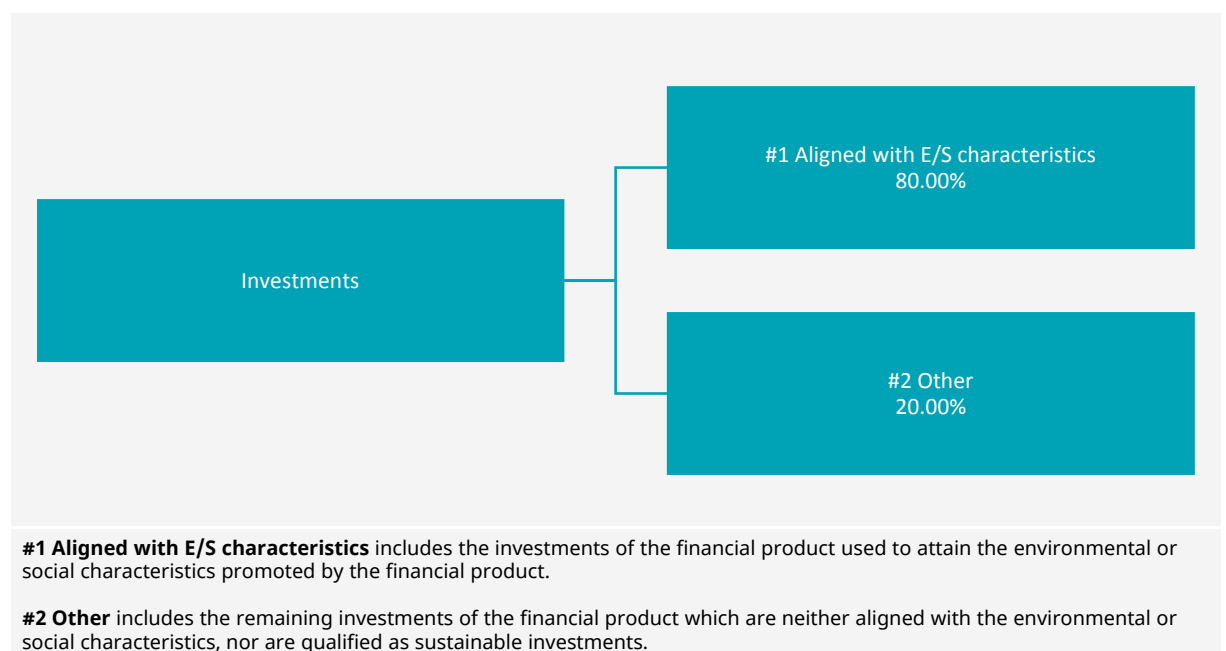 #1 Aligned with E/S characteristics
80.00%
Investments
#2 Other
20.00%
#1 Aligned with E/S characteristics includes the investments of the financial product used to attain the environmental or
social characteristics promoted by the financial product.
#2 Other includes the remaining investments of the financial product which are neither aligned with the environmental or
social characteristics, nor are qualified as sustainable investments.